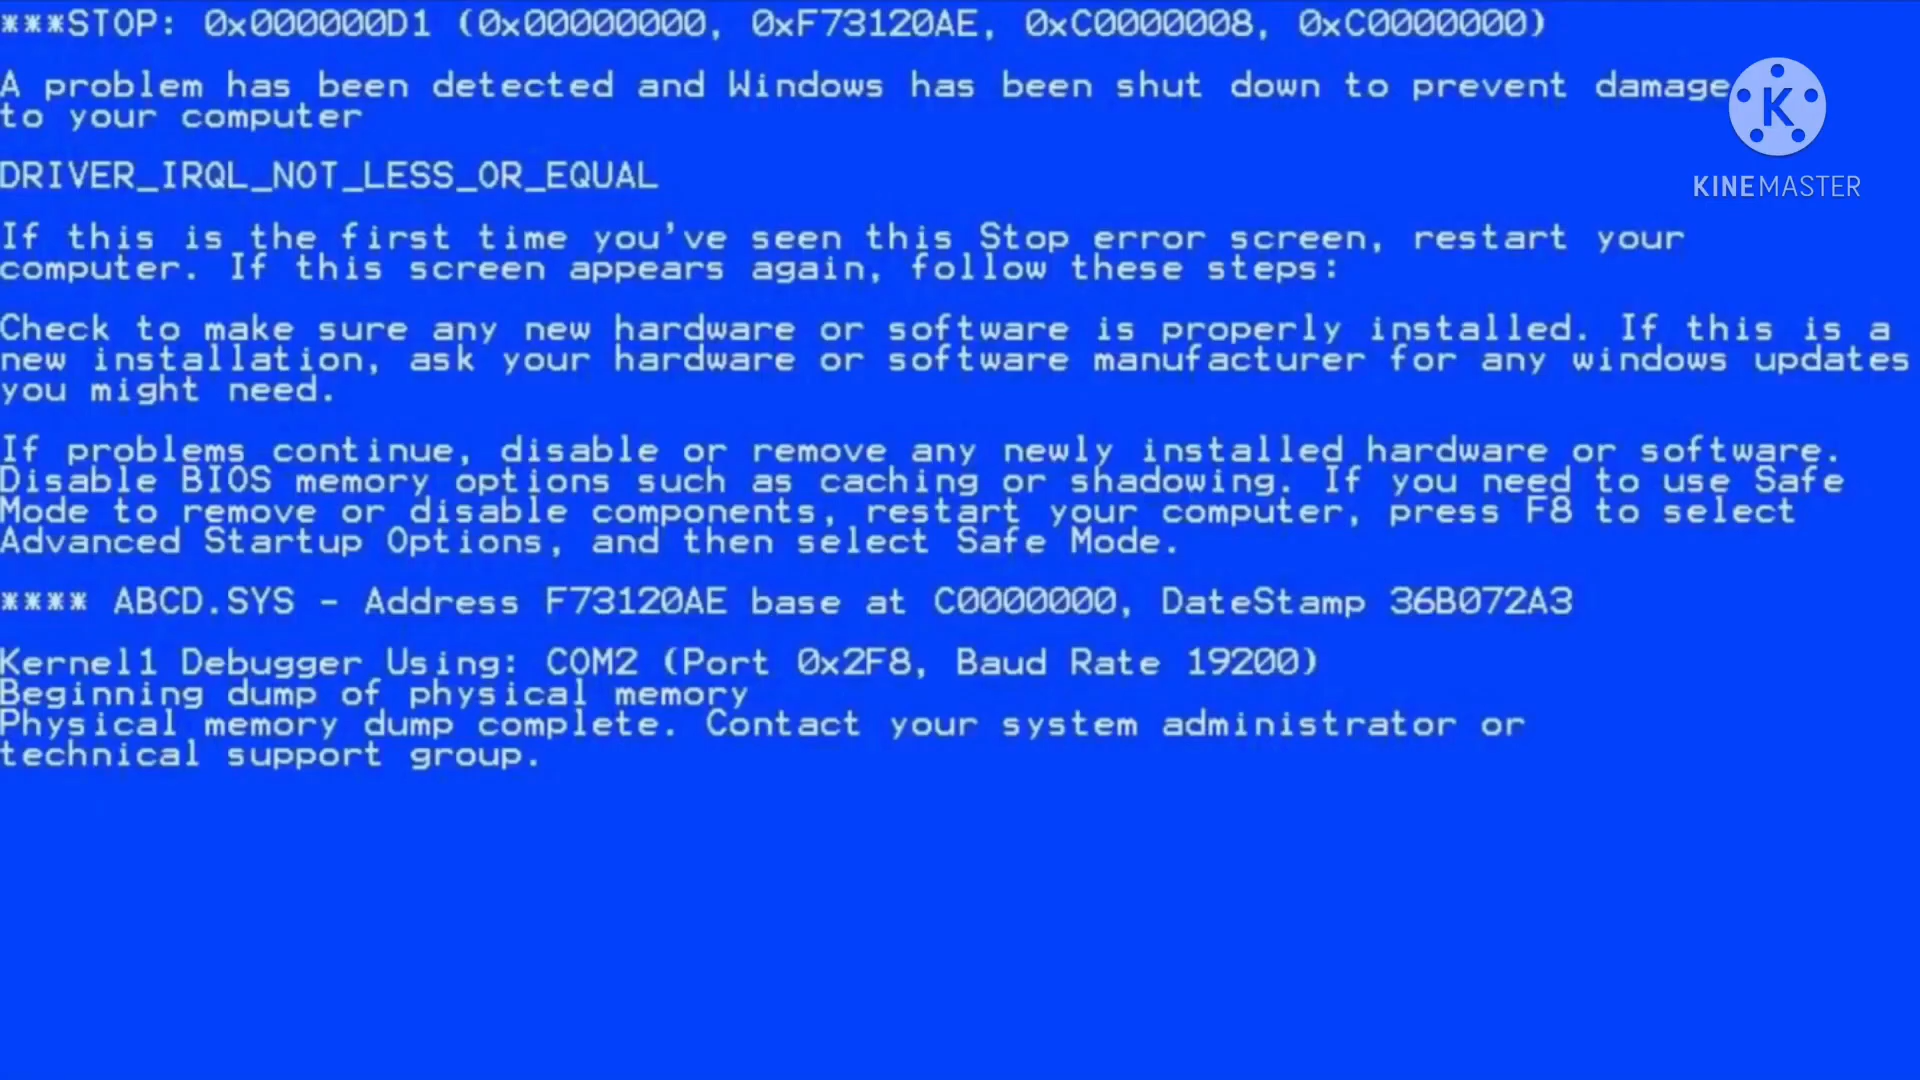 ***STOP: 0x000000D1 (0x00000000, 0xF73120AE, 0xC0000008, 0xC0000000)
A problem has been detected and Windows has been shut down to prevent damage
to your computer
K
KINEMASTER
DRIVER_IRQL_NOT_LESS_OR_EQUAL
If this is the first time you've seen this Stop error screen, restart your
computer. If this screen appears again, follow these steps:
Check to make sure any new hardware or software is properly installed. If this is a
new installation, ask your hardware or software manufacturer for any windows updates
you might need.
If problems continue, disable or remove any newly installed hardware or software.
Disable BIOS memory options such as caching or shadowing. If you need to use Safe
Mode to remove or disable components, restart your computer, press F8 to select
Advanced Startup Options, and then select Safe Mode.
**** ABCD.SYS - Address F73120AE base at C0000000, DateStamp 36B072A3
Kernel1 Debugger Using: COM2 (Port 0x2F8, Baud Rate 19200)
Beginning dump of physical memory
Physical memory dump complete. Contact your system administrator or
technical support group.